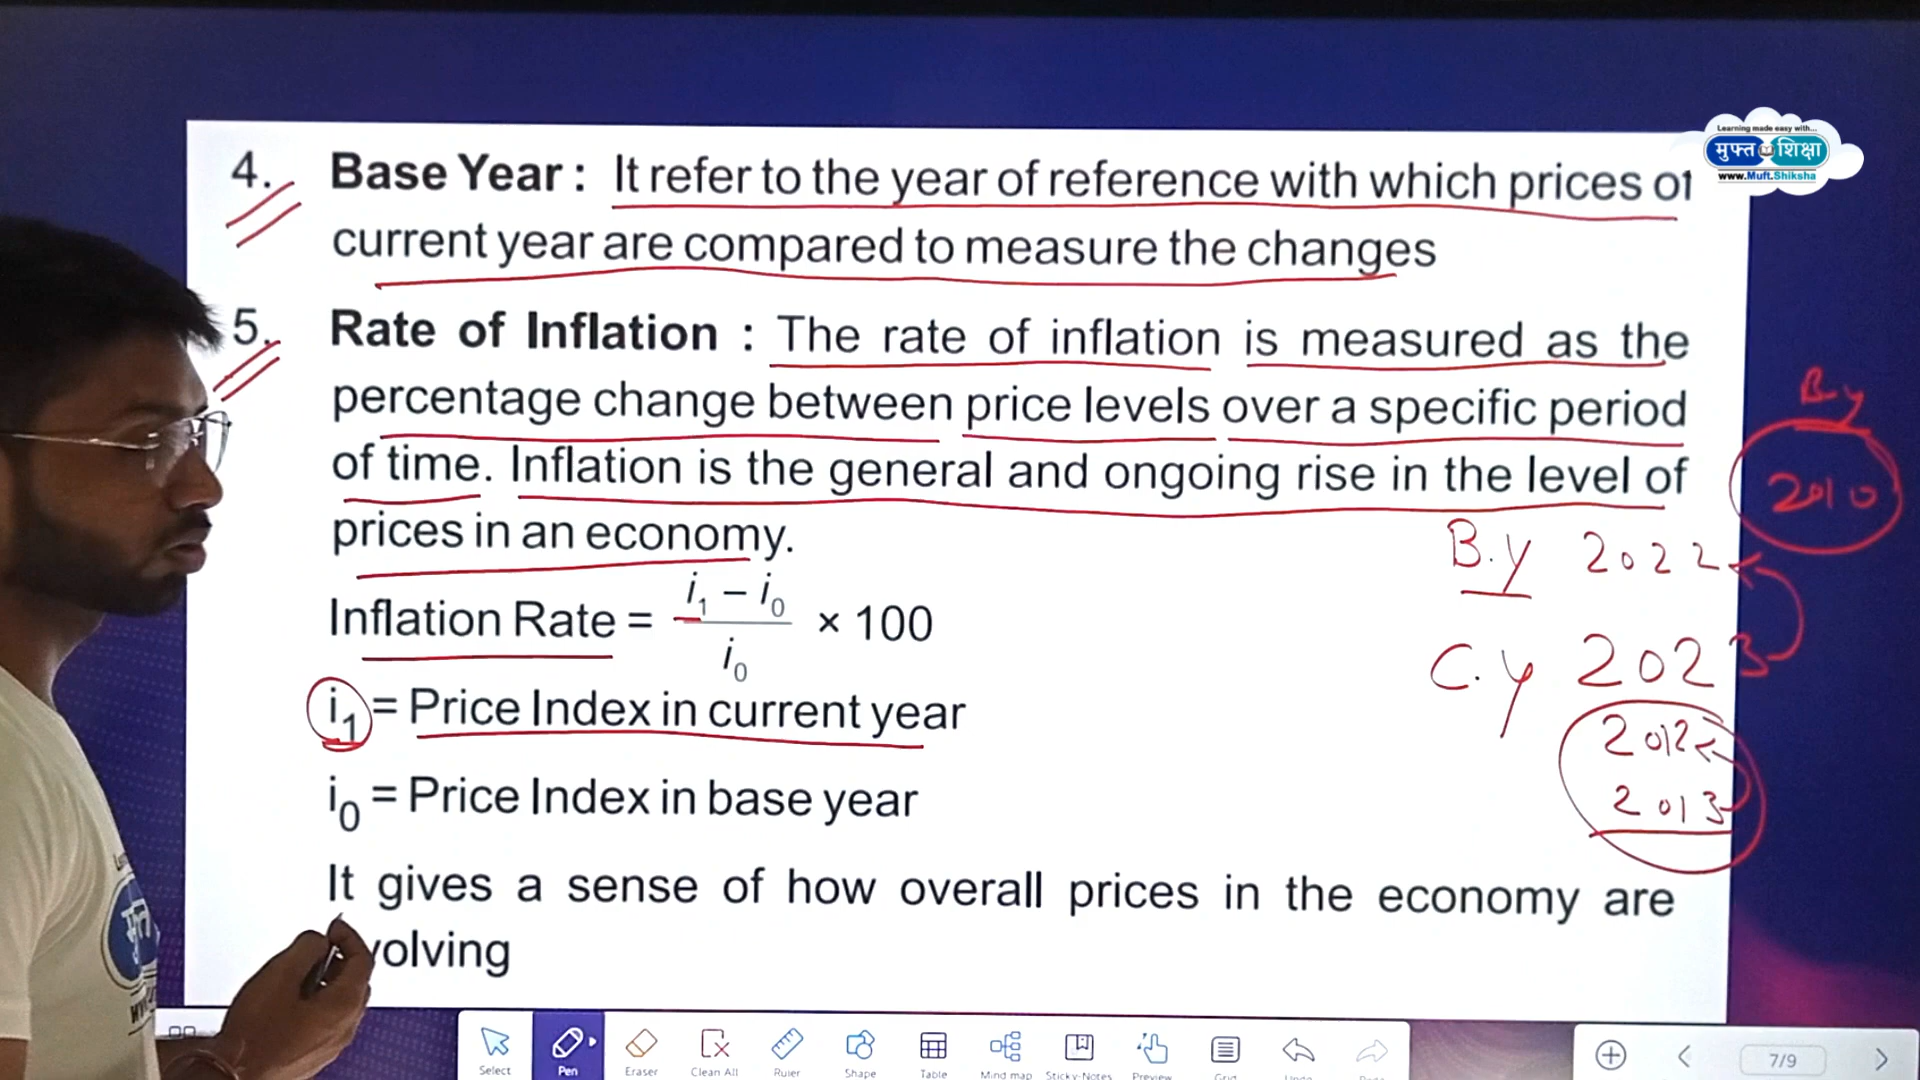 Learning made easy with...
मुफ्त शिक्षा
www.Muft.Shiksha
4. Base Year : It refer to the year of reference with which prices of
current year are compared to measure the changes
5. Rate of Inflation : The rate of inflation is measured as the
percentage change between price levels over a specific period
of time. Inflation is the general and ongoing rise in the level of
prices in an economy.
B.y
2010
B.y 2022
Inflation Rate = i₁ – i₀ / i₀ × 100
C.y 2023
i₁ = Price Index in current year
2012
i₀ = Price Index in base year
2013
It gives a sense of how overall prices in the economy are
volving
Select Pen Eraser Clean All Ruler Shape Table Mind map Sticky-Notes Preview Grid Undo
7/9